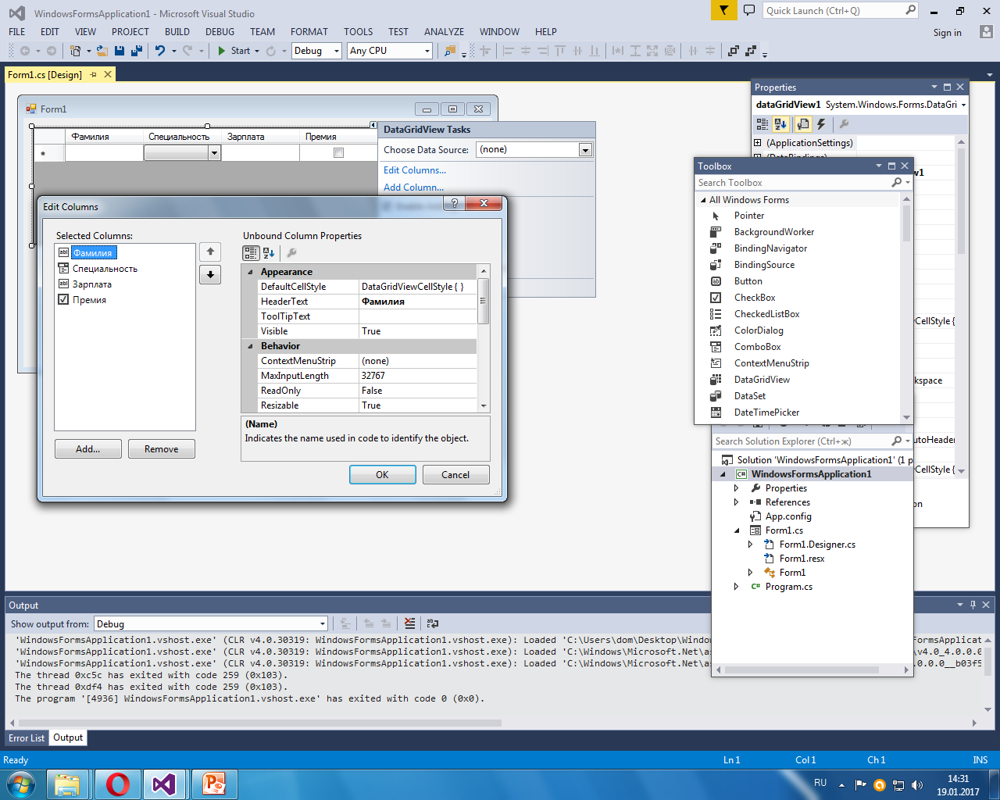 WindowsFormsApplication1 - Microsoft Visual Studio
Quick Launch (Ctrl+Q)
FILE EDIT VIEW PROJECT BUILD DEBUG TEAM FORMAT TOOLS TEST ANALYZE WINDOW HELP
Sign in
Start Debug Any CPU
Form1.cs [Design]
Form1
Фамилия Специальность Зарплата Премия
DataGridView Tasks
Choose Data Source: (none)
Edit Columns...
Add Column...
Edit Columns
Selected Columns:
Фамилия
Специальность
Зарплата
Премия
Add... Remove
Unbound Column Properties
Appearance
DefaultCellStyle DataGridViewCellStyle { }
HeaderText Фамилия
ToolTipText
Visible True
Behavior
ContextMenuStrip (none)
MaxInputLength 32767
ReadOnly False
Resizable True
(Name)
Indicates the name used in code to identify the object.
OK Cancel
Properties
dataGridView1 System.Windows.Forms.DataGri
(ApplicationSettings)
(DataBindings)
w1
CellStyle {
kspace
utoHeader
CellStyle {
on
Toolbox
Search Toolbox
All Windows Forms
Pointer
BackgroundWorker
BindingNavigator
BindingSource
Button
CheckBox
CheckedListBox
ColorDialog
ComboBox
ContextMenuStrip
DataGridView
DataSet
DateTimePicker
Search Solution Explorer (Ctrl+ж)
Solution 'WindowsFormsApplication1' (1 p
WindowsFormsApplication1
Properties
References
App.config
Form1.cs
Form1.Designer.cs
Form1.resx
Form1
Program.cs
Output
Show output from: Debug
'WindowsFormsApplication1.vshost.exe' (CLR v4.0.30319: WindowsFormsApplication1.vshost.exe): Loaded 'C:\Users\dom\Desktop\Window FormsApplicat
'WindowsFormsApplication1.vshost.exe' (CLR v4.0.30319: WindowsFormsApplication1.vshost.exe): Loaded 'C:\Windows\Microsoft.Net\as \v4.0_4.0.0.0
'WindowsFormsApplication1.vshost.exe' (CLR v4.0.30319: WindowsFormsApplication1.vshost.exe): Loaded 'C:\Windows\Microsoft.Net\as .0.0.0__b03f5
The thread 0xc5c has exited with code 259 (0x103).
The thread 0xdf4 has exited with code 259 (0x103).
The program '[4936] WindowsFormsApplication1.vshost.exe' has exited with code 0 (0x0).
Error List Output
Ready Ln 1 Col 1 Ch 1 INS
RU 14:31
19.01.2017